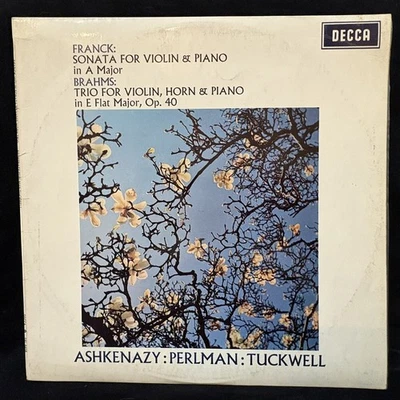 DECCA
FRANCK:
SONATA FOR VIOLIN & PIANO
in A Major
BRAHMS:
TRIO FOR VIOLIN, HORN & PIANO
in E Flat Major, Op. 40
ASHKENAZY : PERLMAN : TUCKWELL